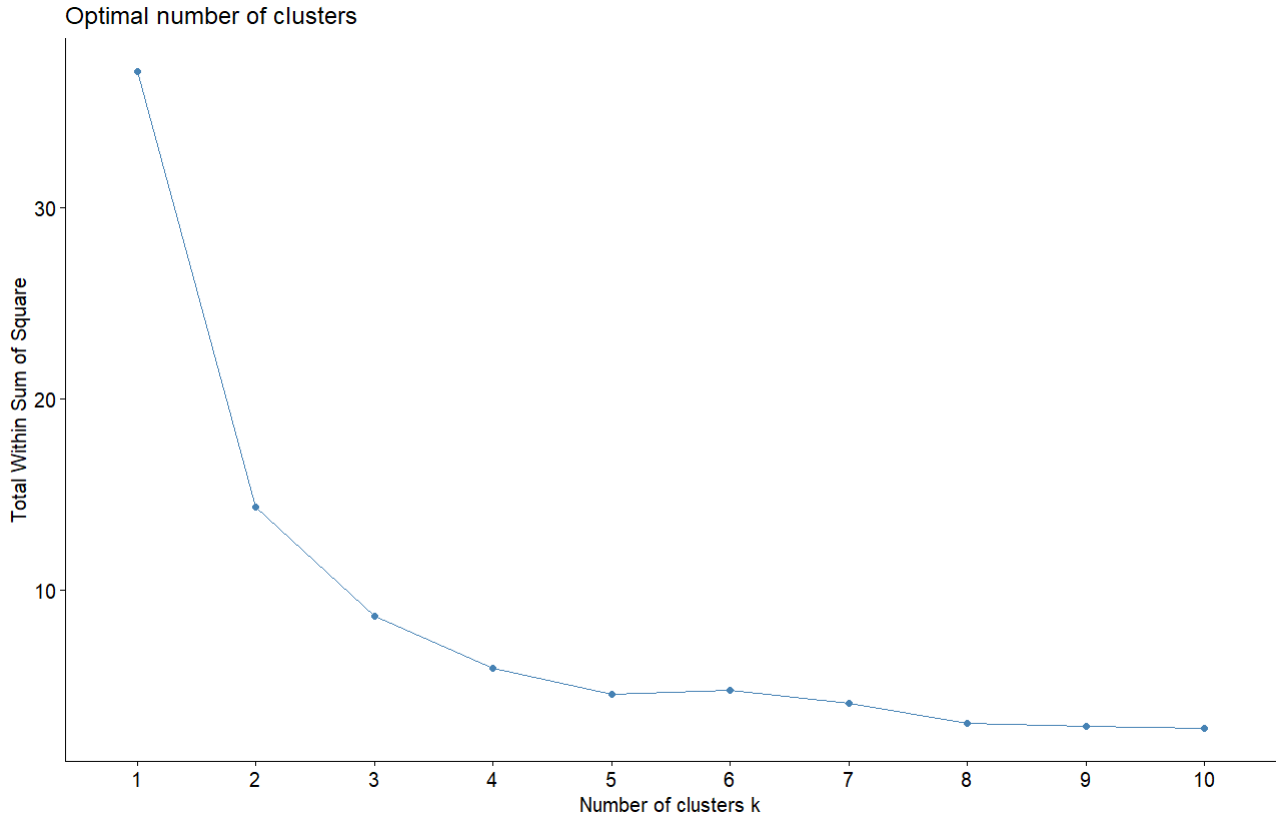 Optimal number of clusters
Total Within Sum of Square
30
20
10
1 2 3 4 5 6 7 8 9 10
Number of clusters k